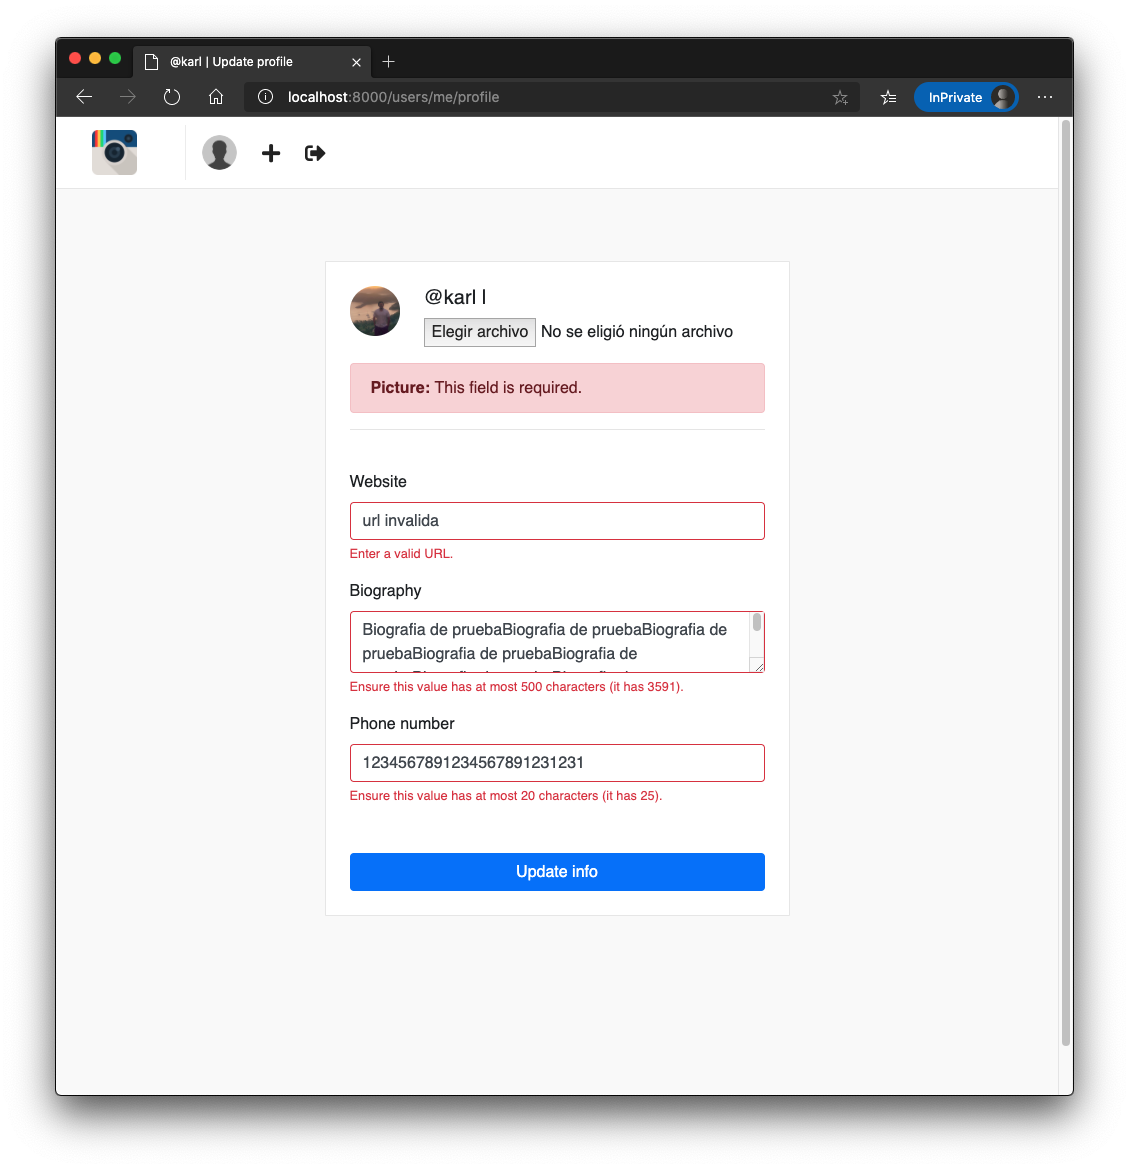 @karl | Update profile
localhost:8000/users/me/profile
InPrivate
@karl |
Elegir archivo No se eligió ningún archivo
Picture: This field is required.
Website
url invalida
Enter a valid URL.
Biography
Biografia de pruebaBiografia de pruebaBiografia de
pruebaBiografia de pruebaBiografia de
Ensure this value has at most 500 characters (it has 3591).
Phone number
1234567891234567891231231
Ensure this value has at most 20 characters (it has 25).
Update info